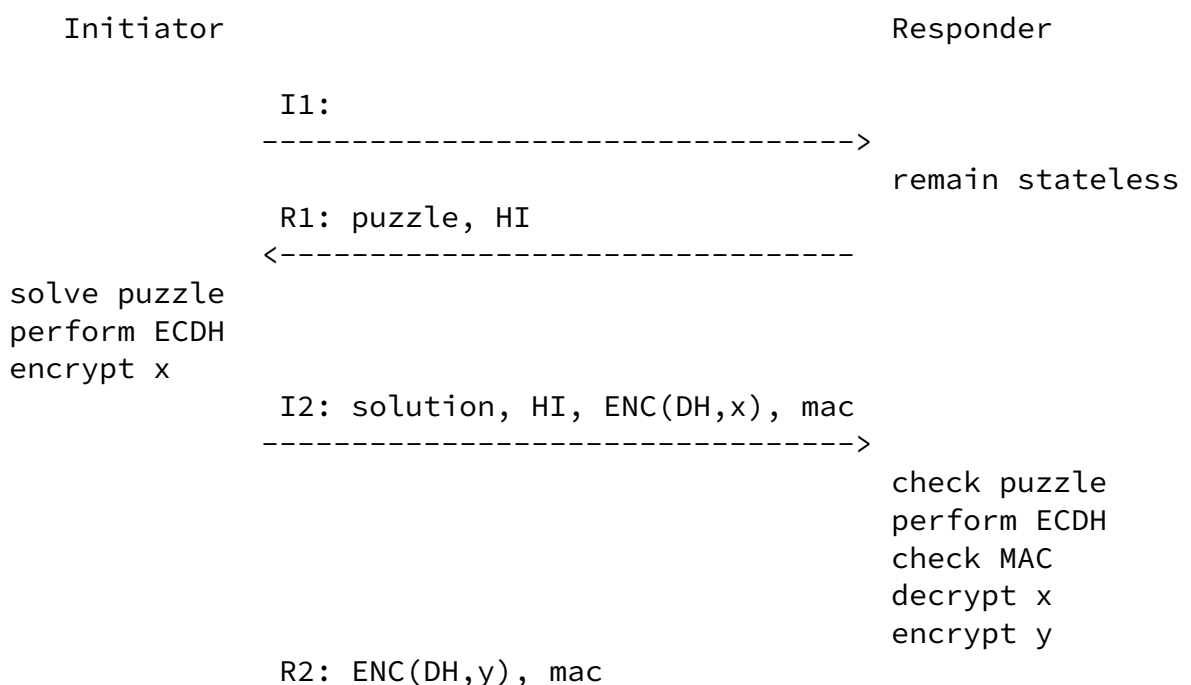 Initiator                                     Responder
I1:
--------------------------------->
remain stateless
R1: puzzle, HI
<--------------------------------
solve puzzle
perform ECDH
encrypt x
I2: solution, HI, ENC(DH,x), mac
--------------------------------->
check puzzle
perform ECDH
check MAC
decrypt x
encrypt y
R2: ENC(DH,y), mac